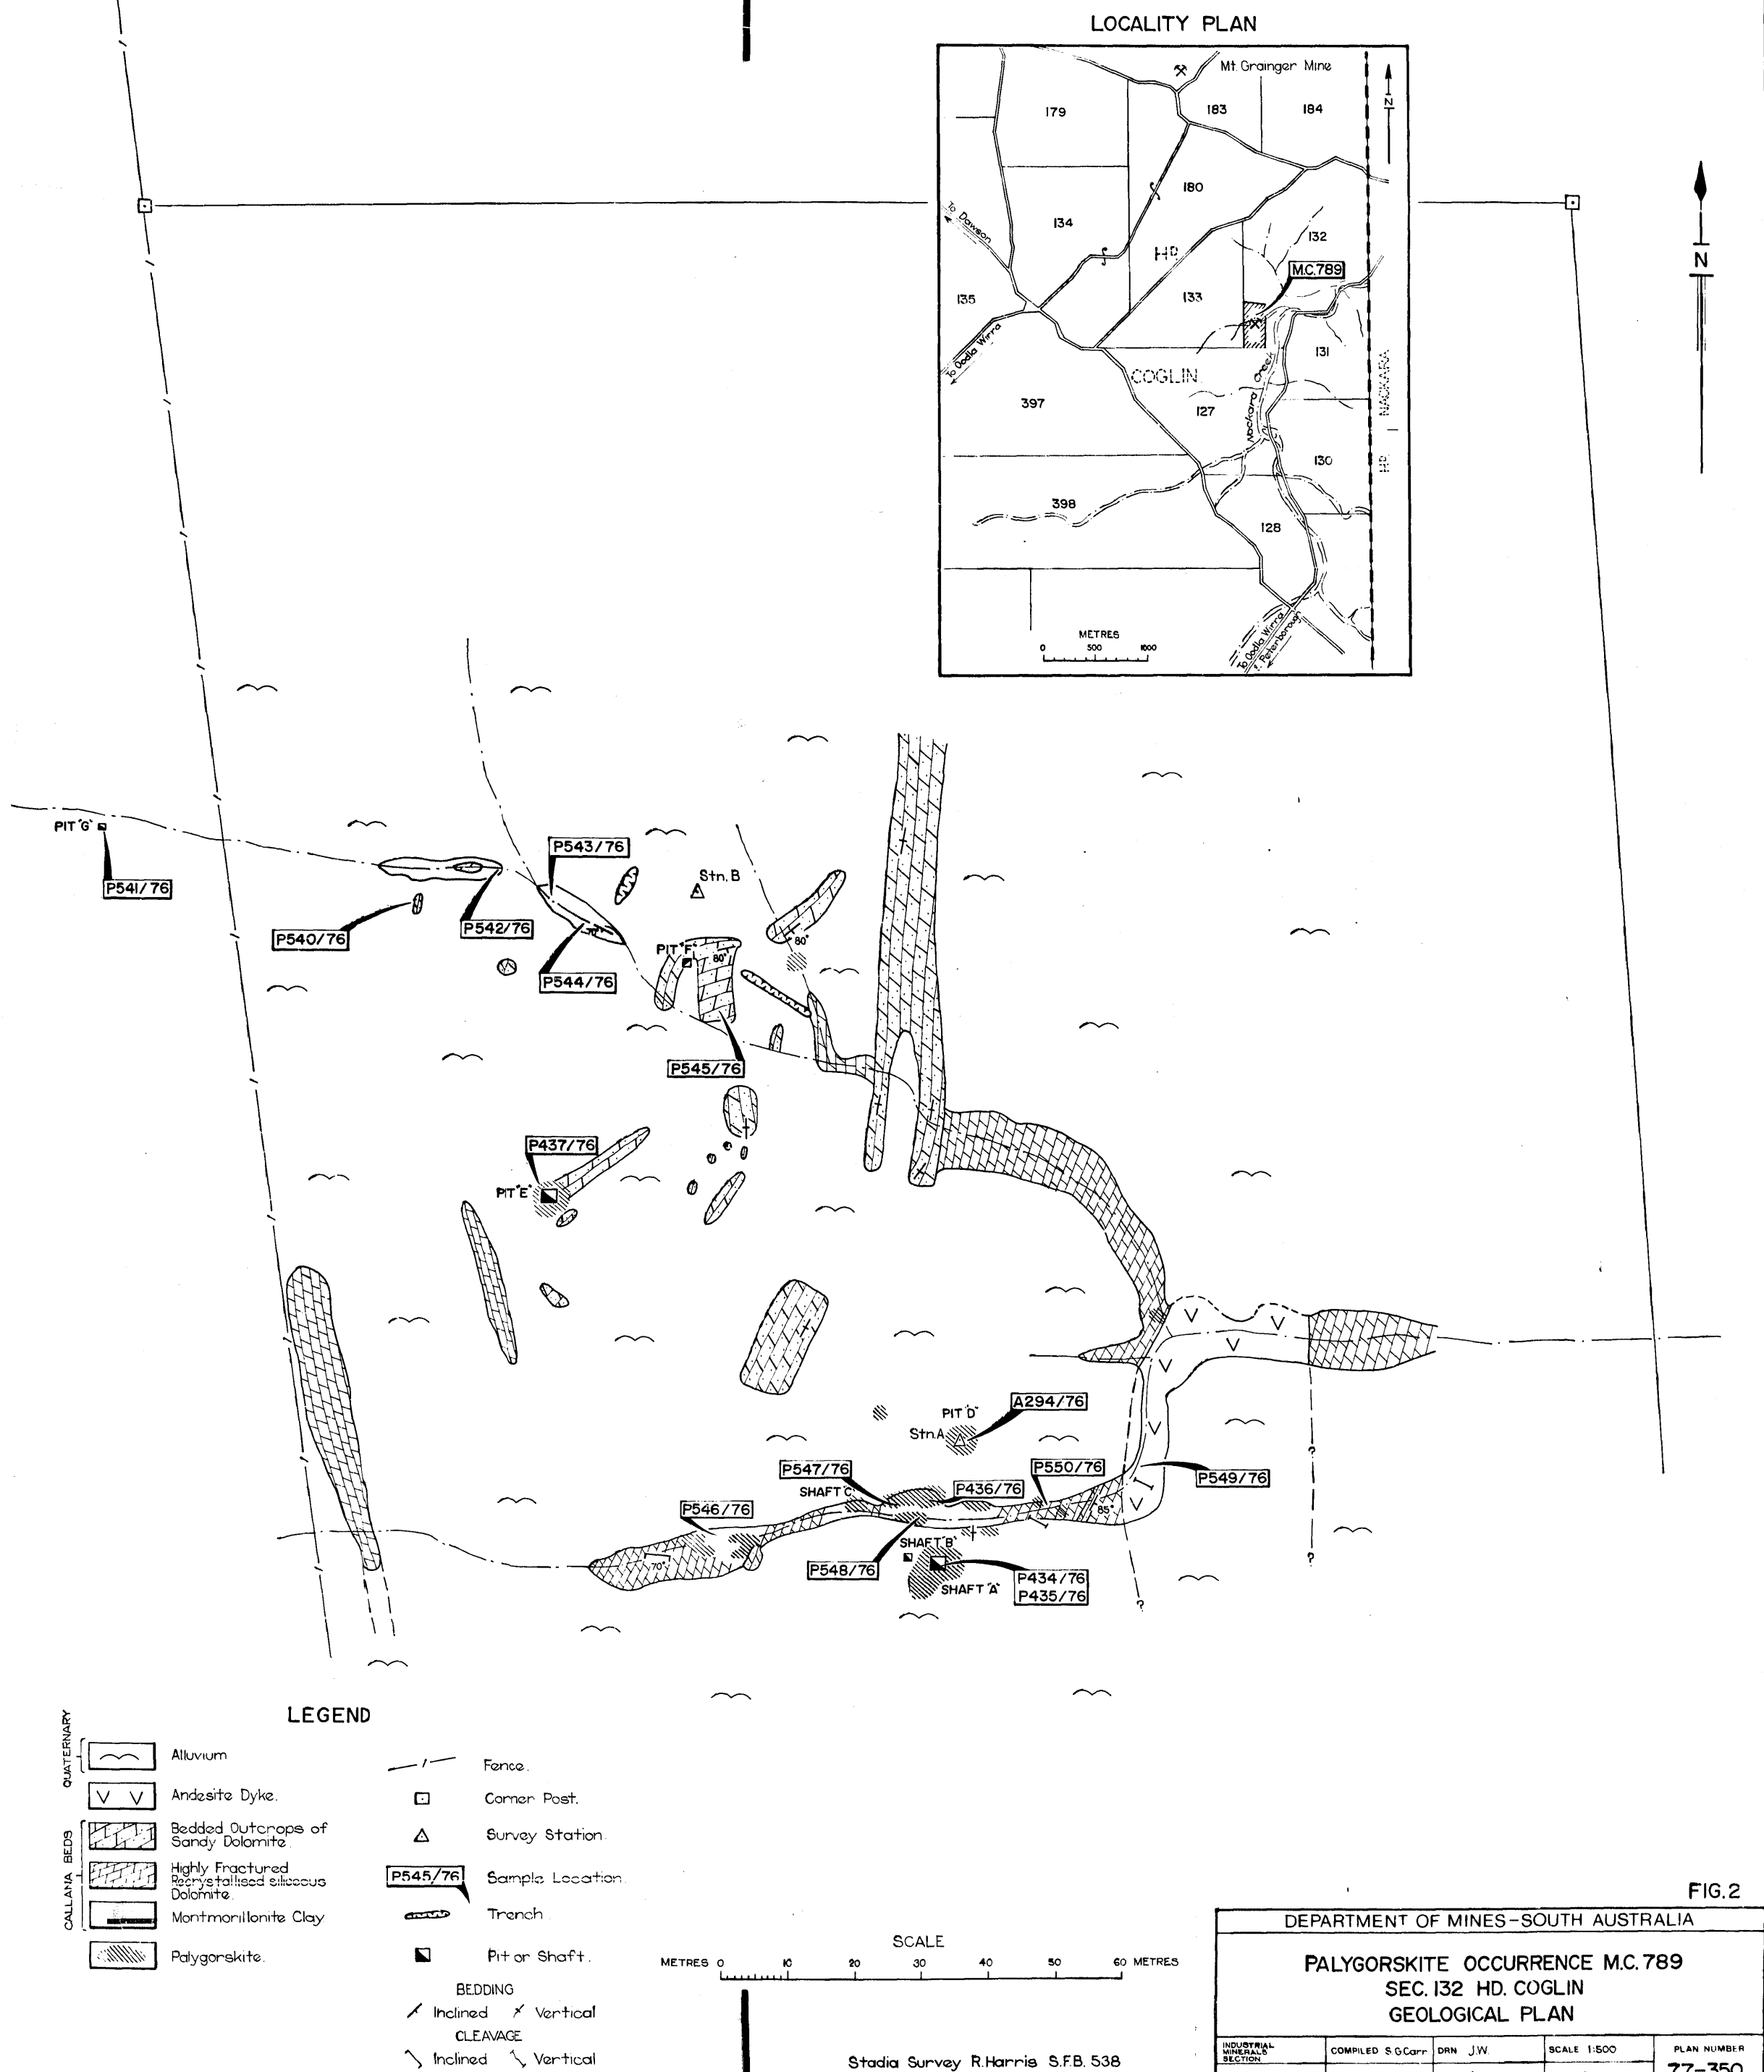 LOCALITY PLAN
Mt. Grainger Mine
179
183
184
N
180
134
To Dawson
132
HD.
M.C.789
135
133
N
To Oodla Wirra
131
COGLIN
Nackara Creek
HD. NACKARA
397
127
130
398
128
METRES
0 500 1000
To Oodla Wirra
Peterborough
PIT "G"
P541/76
P543/76
Stn. B
P540/76
P542/76
P544/76
PIT "F"
80°
80°
P545/76
P437/76
PIT "E"
A294/76
PIT "D"
Stn.A
P547/76
P550/76
SHAFT "C"
P436/76
P549/76
P546/76
85°
?
SHAFT "B"
70°
P548/76
P434/76
P435/76
SHAFT "A"
?
?
LEGEND
QUATERNARY
Alluvium
Andesite Dyke.
CALLANA BEDS
Bedded Outcrops of
Sandy Dolomite.
Highly Fractured
Recrystallised siliceous
Dolomite.
Montmorillonite Clay
Palygorskite.
Fence.
Corner Post.
Survey Station.
P545/76 Sample Location.
Trench
Pit or Shaft.
BEDDING
Inclined Vertical
CLEAVAGE
Inclined Vertical
SCALE
METRES 0 10 20 30 40 50 60 METRES
Stadia Survey R.Harris S.F.B. 538
FIG.2
DEPARTMENT OF MINES-SOUTH AUSTRALIA
PALYGORSKITE OCCURRENCE M.C. 789
SEC. 132 HD. COGLIN
GEOLOGICAL PLAN
INDUSTRIAL
MINERALS
SECTION
COMPILED S.G.Carr
DRN J.W.
SCALE 1:500
PLAN NUMBER
77-350